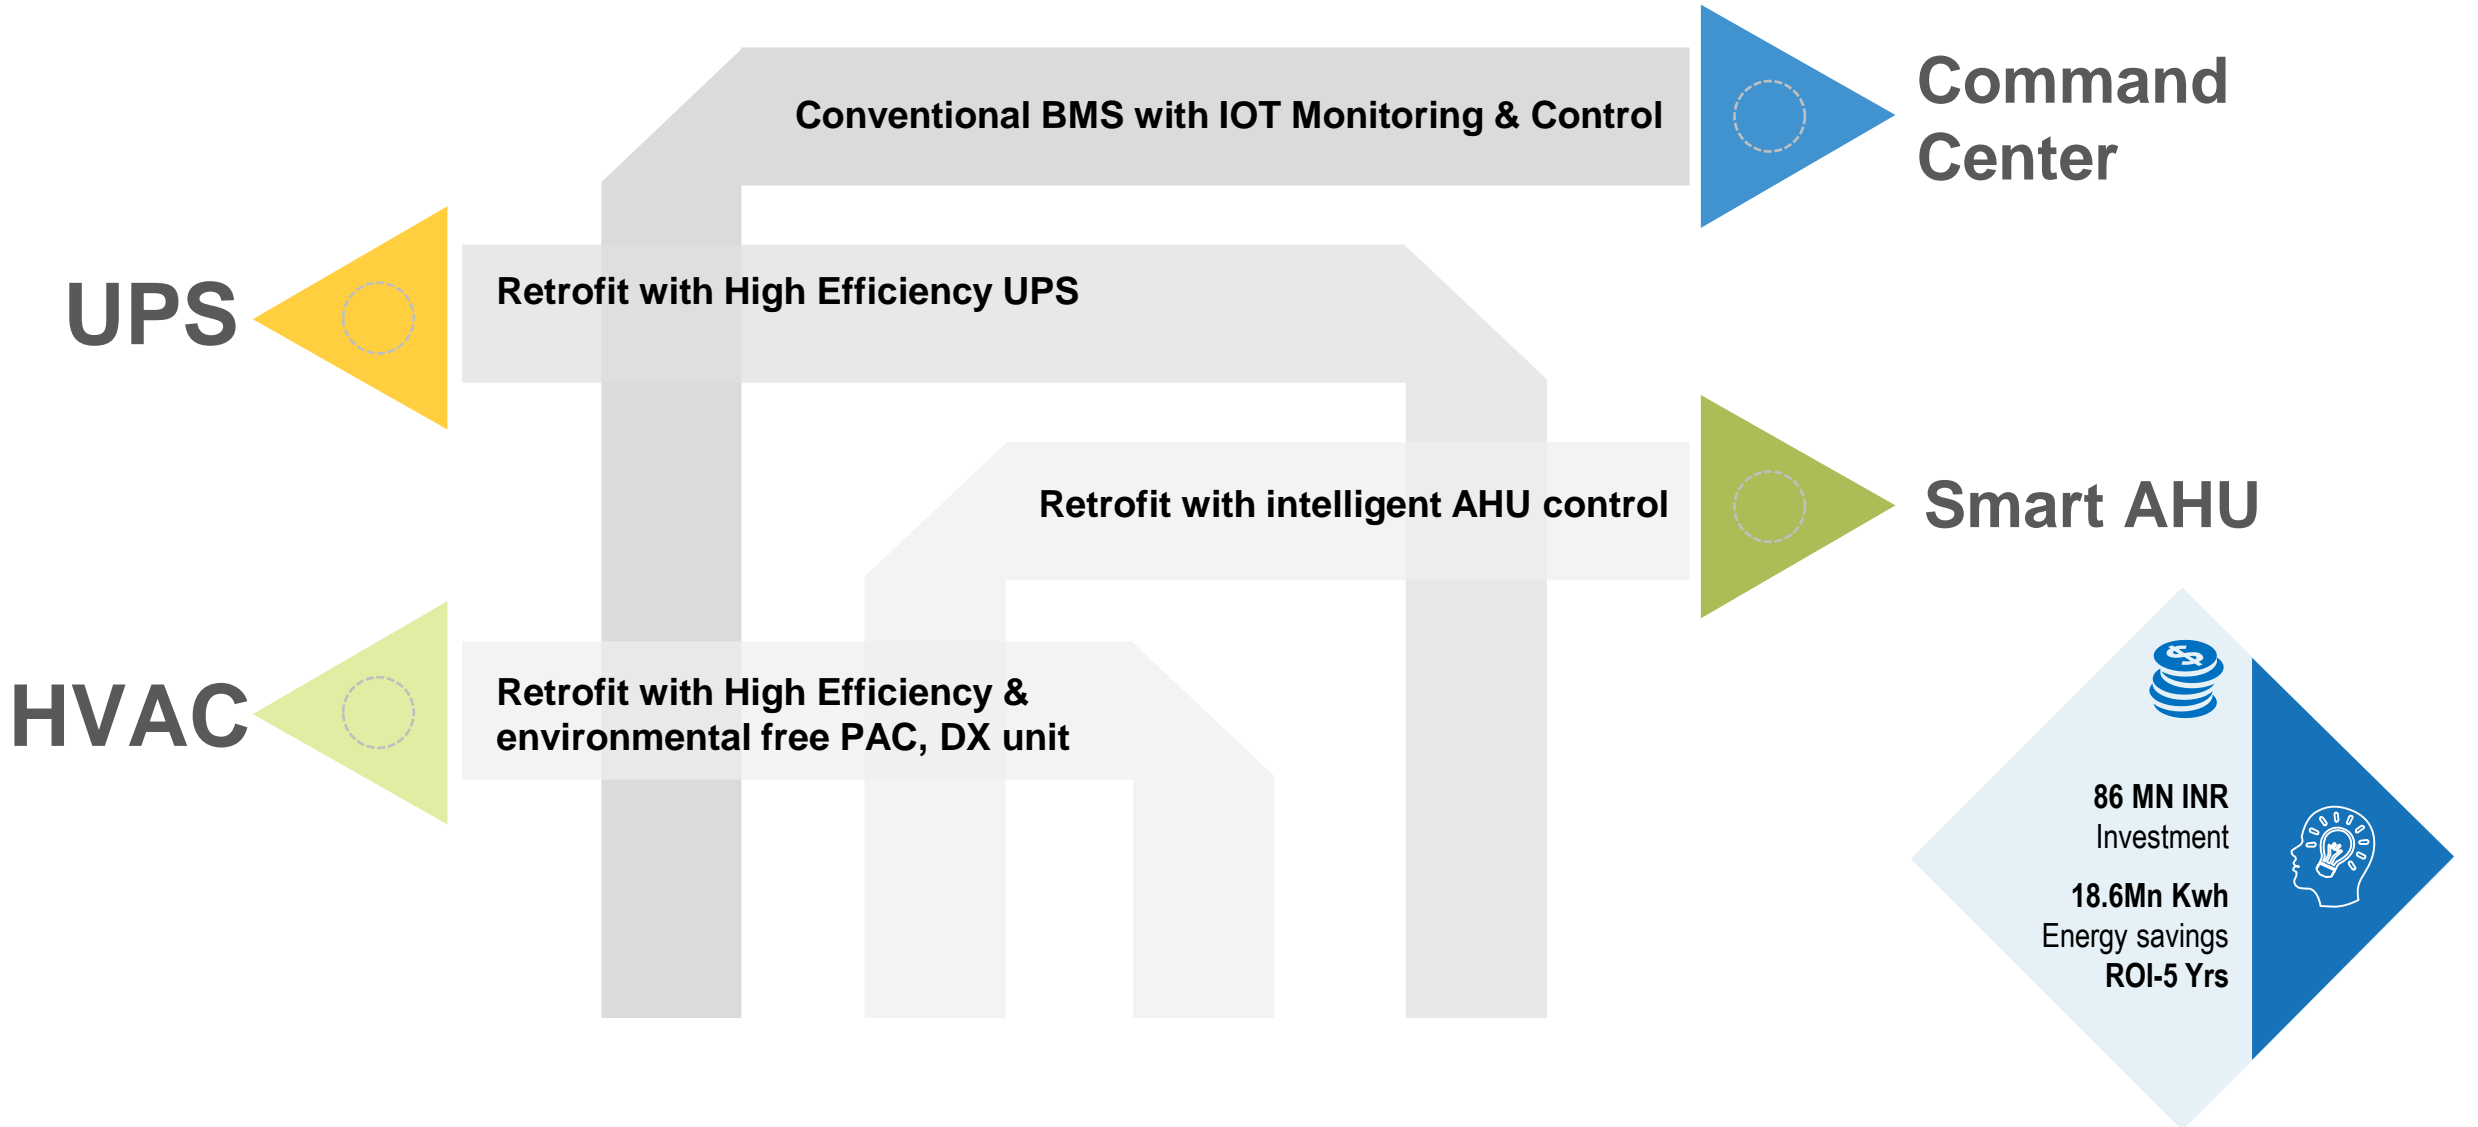 Command
Center
Conventional BMS with IOT Monitoring & Control
UPS
Retrofit with High Efficiency UPS
Retrofit with intelligent AHU control
Smart AHU
HVAC
Retrofit with High Efficiency &
environmental free PAC, DX unit
86 MN INR
Investment
18.6Mn Kwh
Energy savings
ROI-5 Yrs